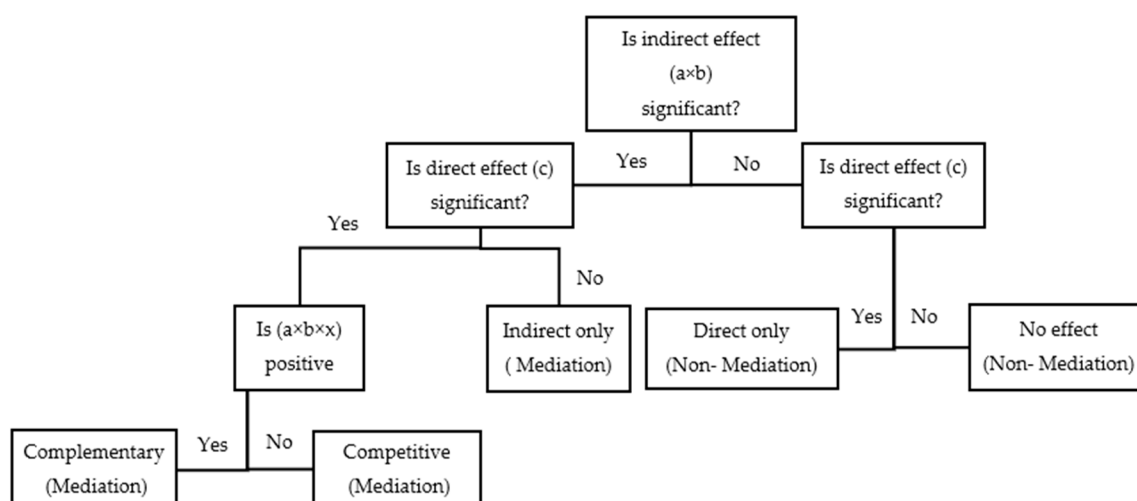 Is indirect effect
(a×b)
significant?
Yes
No
Is direct effect (c)
significant?
Is direct effect (c)
significant?
Yes
No
Yes
No
Is (a×b×x)
positive
Indirect only
( Mediation)
Direct only
(Non- Mediation)
No effect
(Non- Mediation)
Yes
No
Complementary
(Mediation)
Competitive
(Mediation)